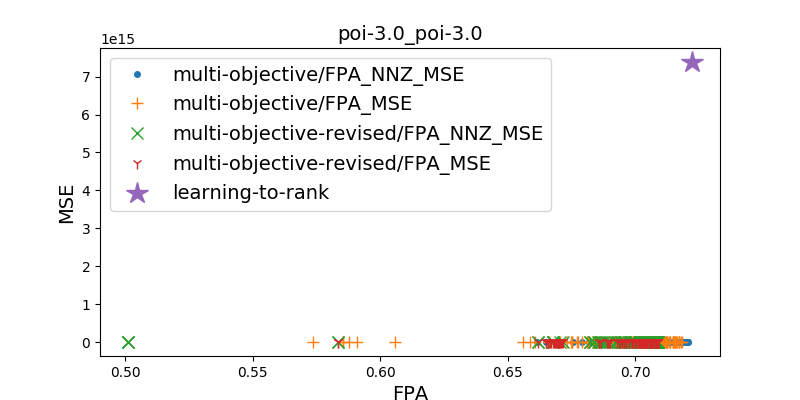 poi-3.0_poi-3.0
1e15
multi-objective/FPA_NNZ_MSE
multi-objective/FPA_MSE
multi-objective-revised/FPA_NNZ_MSE
multi-objective-revised/FPA_MSE
learning-to-rank
MSE
7
6
5
4
3
2
1
0
0.50
0.55
0.60
0.65
0.70
FPA